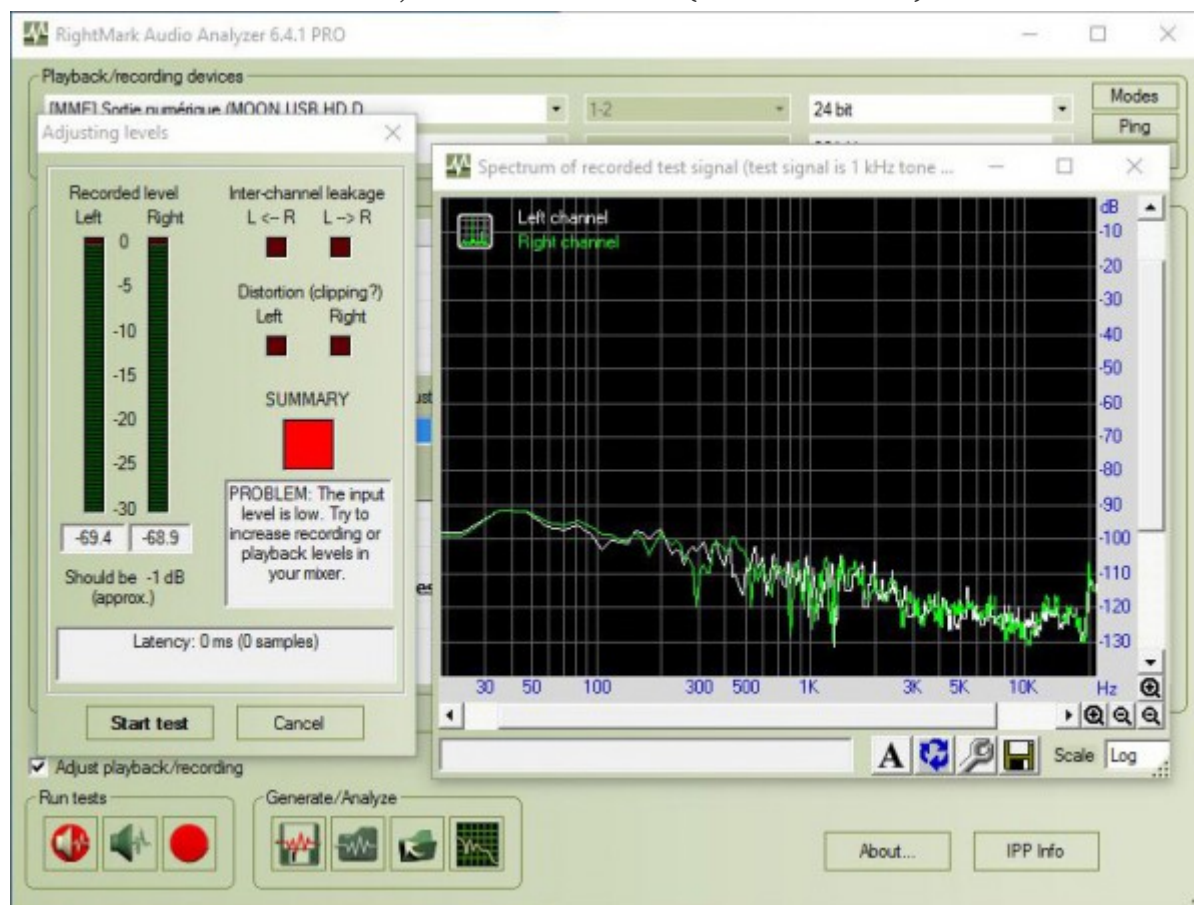 RightMark Audio Analyzer 6.4.1 PRO
Playback/recording devices
[MME] Sortie numérique (MOON USB HD D
1-2
24 bit
Modes
Ping
Adjusting levels
Recorded level
Left Right
0
-5
-10
-15
-20
-25
-30
-69.4 -68.9
Should be -1 dB
(approx.)
Inter-channel leakage
L <-- R L --> R
Distortion (clipping?)
Left Right
SUMMARY
PROBLEM: The input
level is low. Try to
increase recording or
playback levels in
your mixer.
Latency: 0 ms (0 samples)
Start test Cancel
Spectrum of recorded test signal (test signal is 1 kHz tone ...
Left channel
Right channel
dB
-10
-20
-30
-40
-50
-60
-70
-80
-90
-100
-110
-120
-130
30 50 100 300 500 1K 3K 5K 10K Hz
A
Scale Log
Adjust playback/recording
Run tests
Generate/Analyze
About...
IPP Info